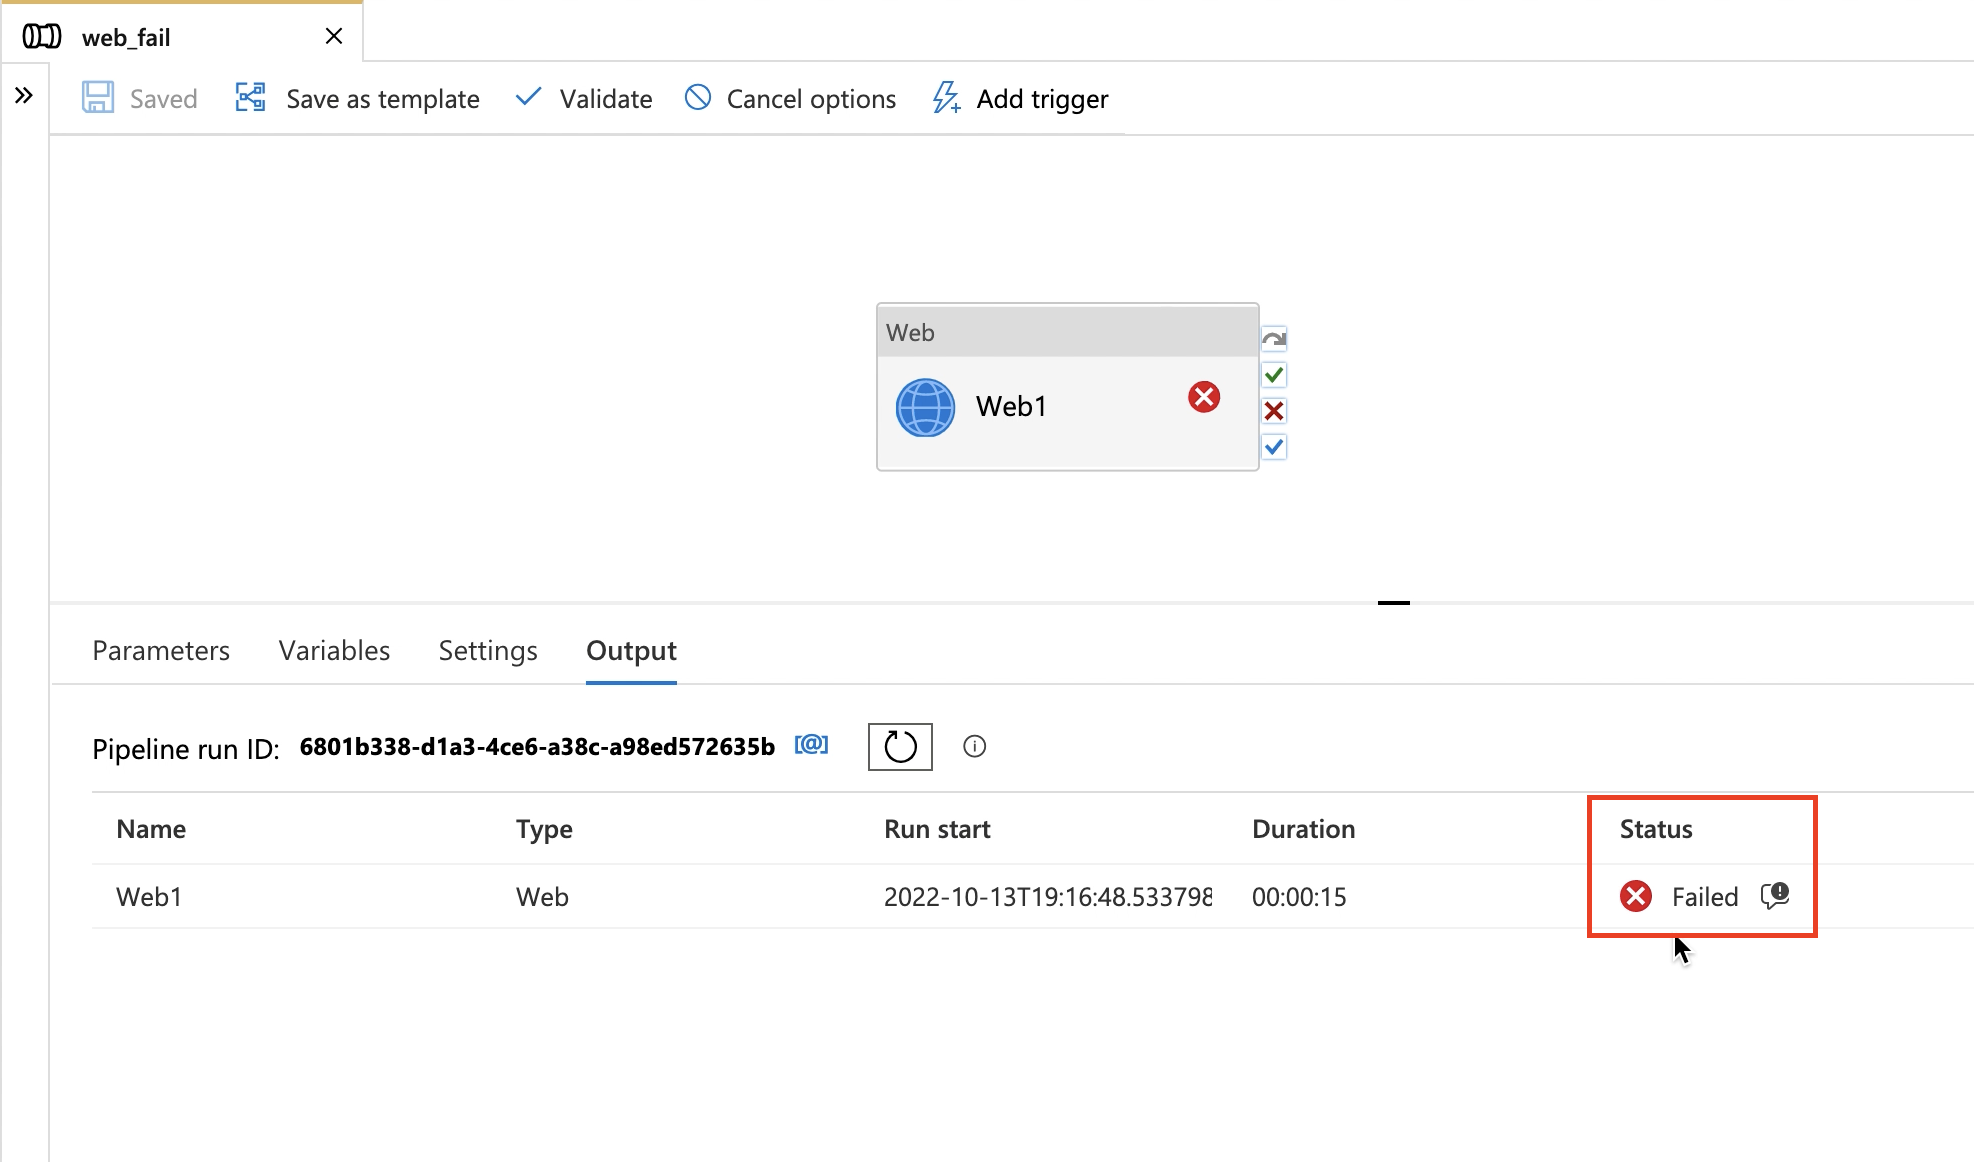 web_fail
Saved Save as template Validate Cancel options Add trigger
Web
Web1
Parameters Variables Settings Output
Pipeline run ID: 6801b338-d1a3-4ce6-a38c-a98ed572635b [@]
Name Type Run start Duration Status
Web1 Web 2022-10-13T19:16:48.533798 00:00:15 Failed